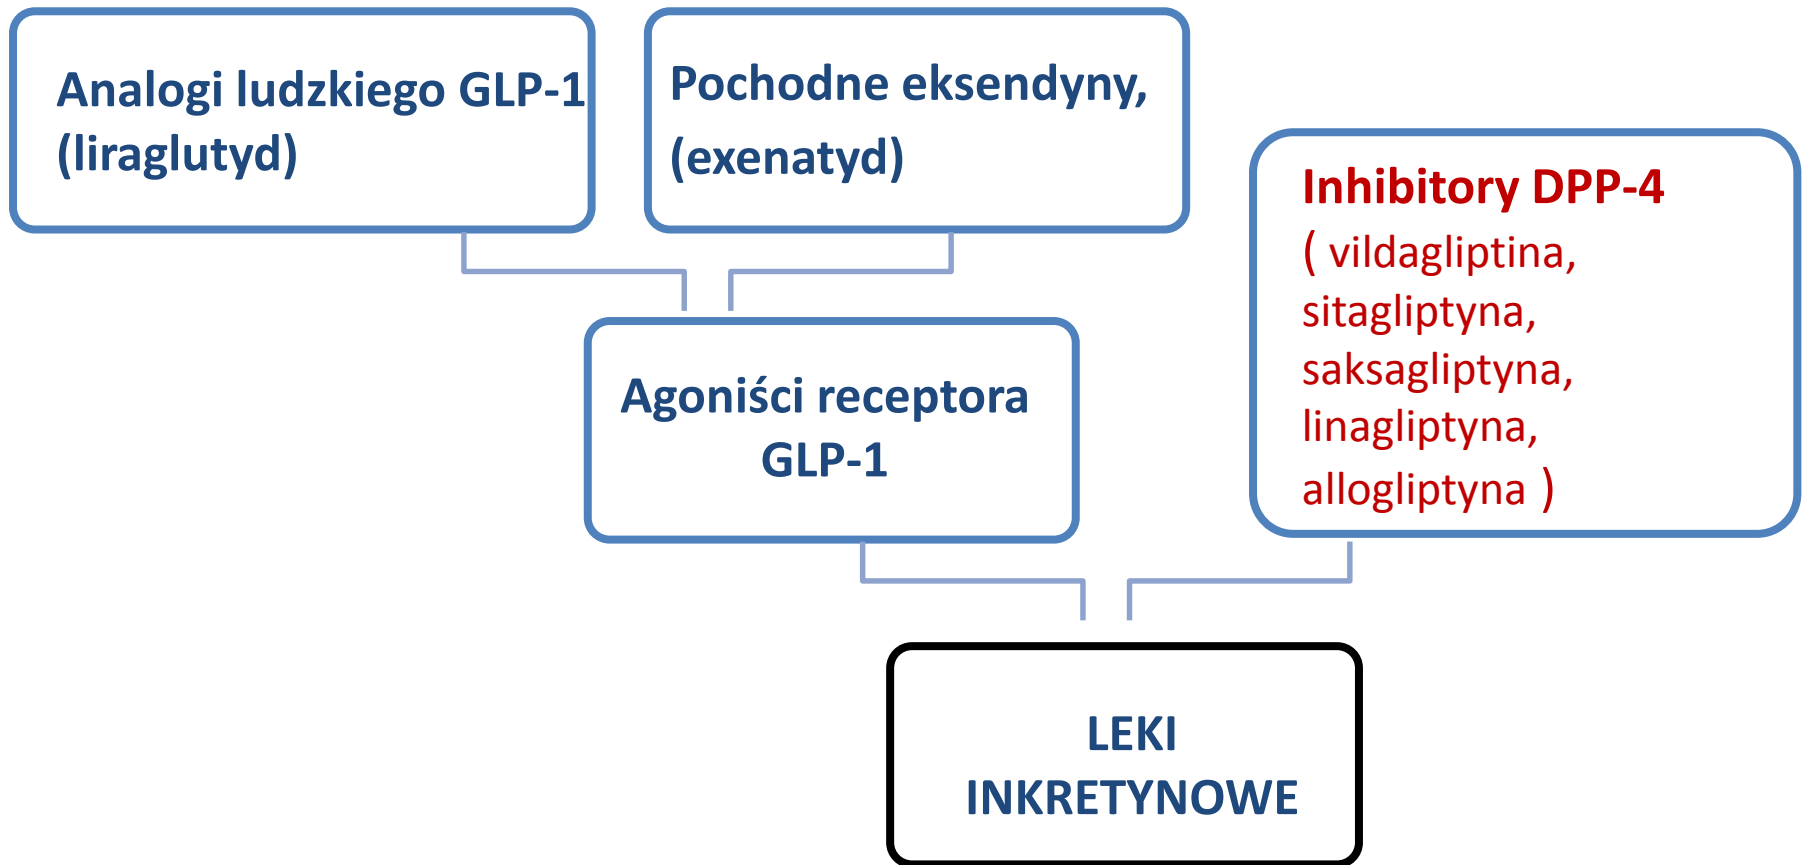 Analogi ludzkiego GLP-1
(liraglutyd)
Pochodne eksendyny,
(exenatyd)
Inhibitory DPP-4
( vildagliptina,
sitagliptyna,
saksagliptyna,
linagliptyna,
allogliptyna )
Agoniści receptora
GLP-1
LEKI
INKRETYNOWE